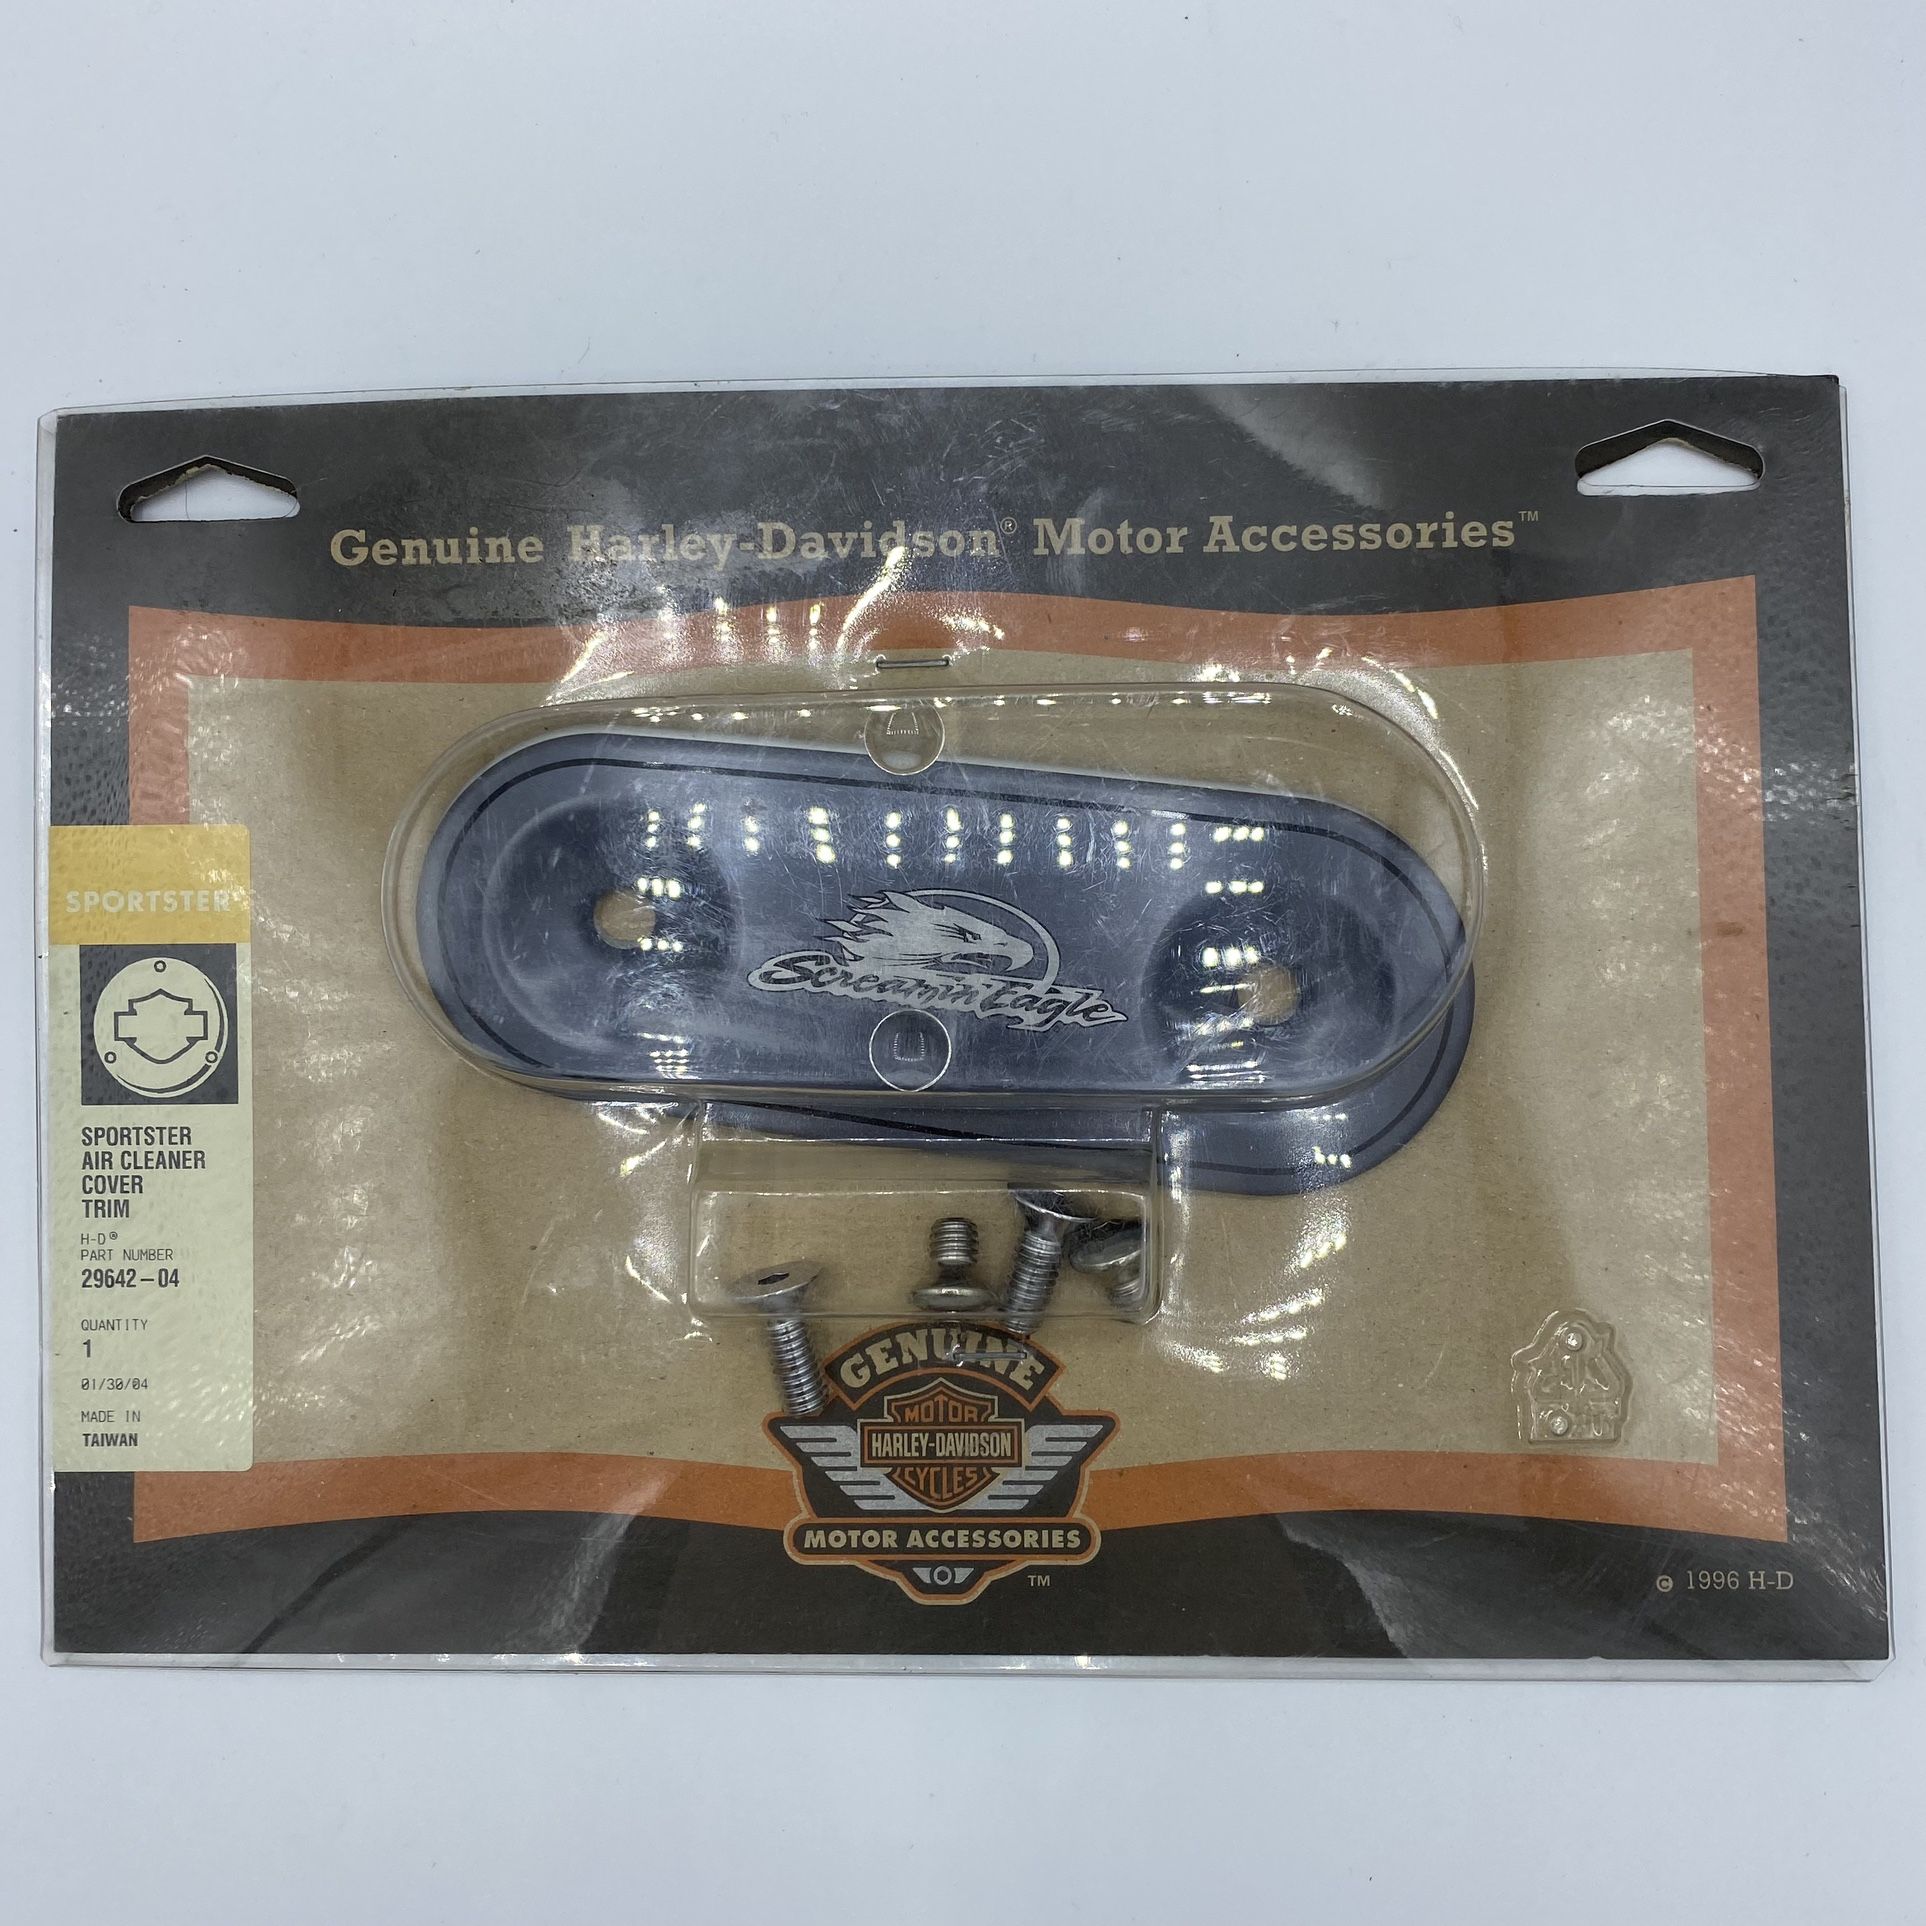 Genuine Harley-Davidson® Motor Accessories™
SPORTSTER
SPORTSTER
AIR CLEANER
COVER
TRIM
H-D®
PART NUMBER
29642-04
QUANTITY
1
01/30/04
MADE IN
TAIWAN
Screamin' Eagle
GENUINE
MOTOR
HARLEY-DAVIDSON
CYCLES
MOTOR ACCESSORIES
TM
© 1996 H-D